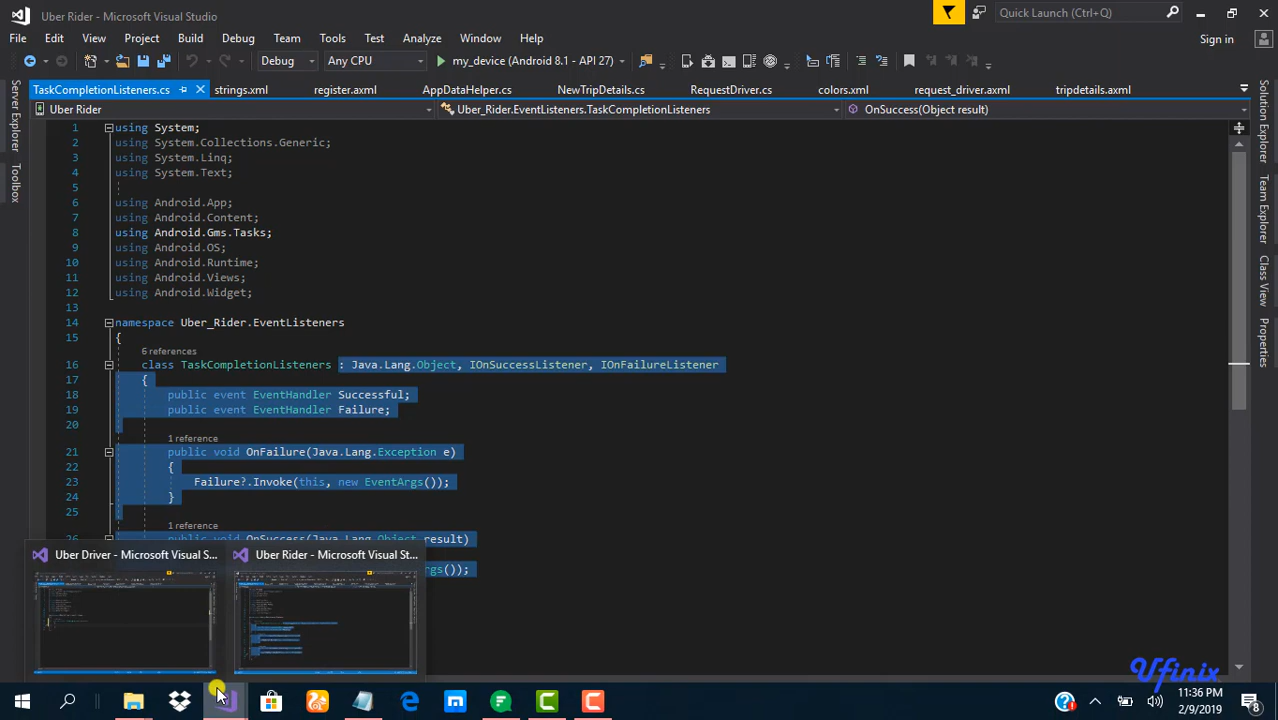 Uber Rider - Microsoft Visual Studio
Quick Launch (Ctrl+Q)
File Edit View Project Build Debug Team Tools Test Analyze Window Help
Sign in
Debug Any CPU my_device (Android 8.1 - API 27)
TaskCompletionListeners.cs strings.xml register.axml AppDataHelper.cs NewTripDetails.cs RequestDriver.cs colors.xml request_driver.axml tripdetails.axml
Uber Rider Uber_Rider.EventListeners.TaskCompletionListeners OnSuccess(Object result)
Server Explorer
Toolbox
Solution Explorer
Team Explorer
Class View
Properties
1 using System;
2 using System.Collections.Generic;
3 using System.Linq;
4 using System.Text;
5
6 using Android.App;
7 using Android.Content;
8 using Android.Gms.Tasks;
9 using Android.OS;
10 using Android.Runtime;
11 using Android.Views;
12 using Android.Widget;
13
14 namespace Uber_Rider.EventListeners
15 {
6 references
16 class TaskCompletionListeners : Java.Lang.Object, IOnSuccessListener, IOnFailureListener
17 {
18 public event EventHandler Successful;
19 public event EventHandler Failure;
20
1 reference
21 public void OnFailure(Java.Lang.Exception e)
22 {
23 Failure?.Invoke(this, new EventArgs());
24 }
25
1 reference
26 public void OnSuccess(Java.Lang.Object result)
Uber Driver - Microsoft Visual S... Uber Rider - Microsoft Visual St...
rgs());
Ufinix
11:36 PM
2/9/2019
8